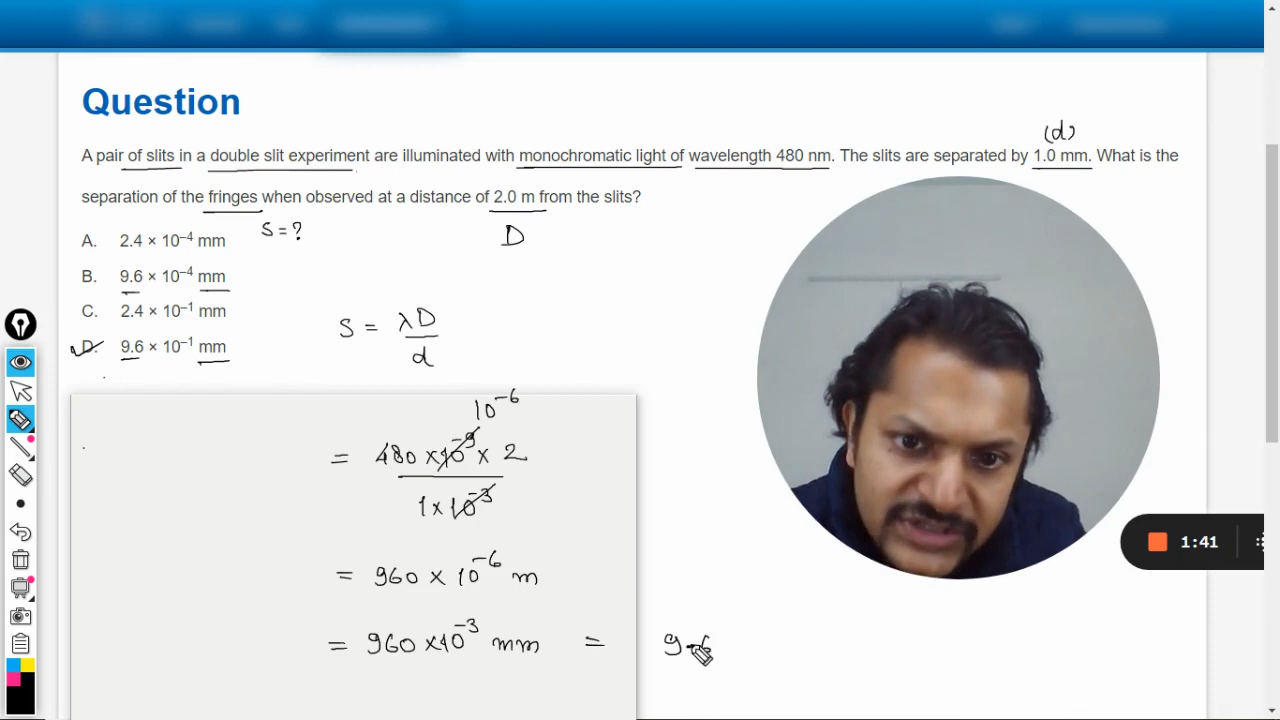 Question
(d)
A pair of slits in a double slit experiment are illuminated with monochromatic light of wavelength 480 nm. The slits are separated by 1.0 mm. What is the
separation of the fringes when observed at a distance of 2.0 m from the slits?
S = ?
D
A. 2.4 × 10⁻⁴ mm
B. 9.6 × 10⁻⁴ mm
C. 2.4 × 10⁻¹ mm
D. 9.6 × 10⁻¹ mm
S = λD
d
10⁻⁶
= 480 × 10⁻⁹ × 2
1 × 10⁻³
= 960 × 10⁻⁶ m
= 960 × 10⁻³ mm = 9.6
1:41